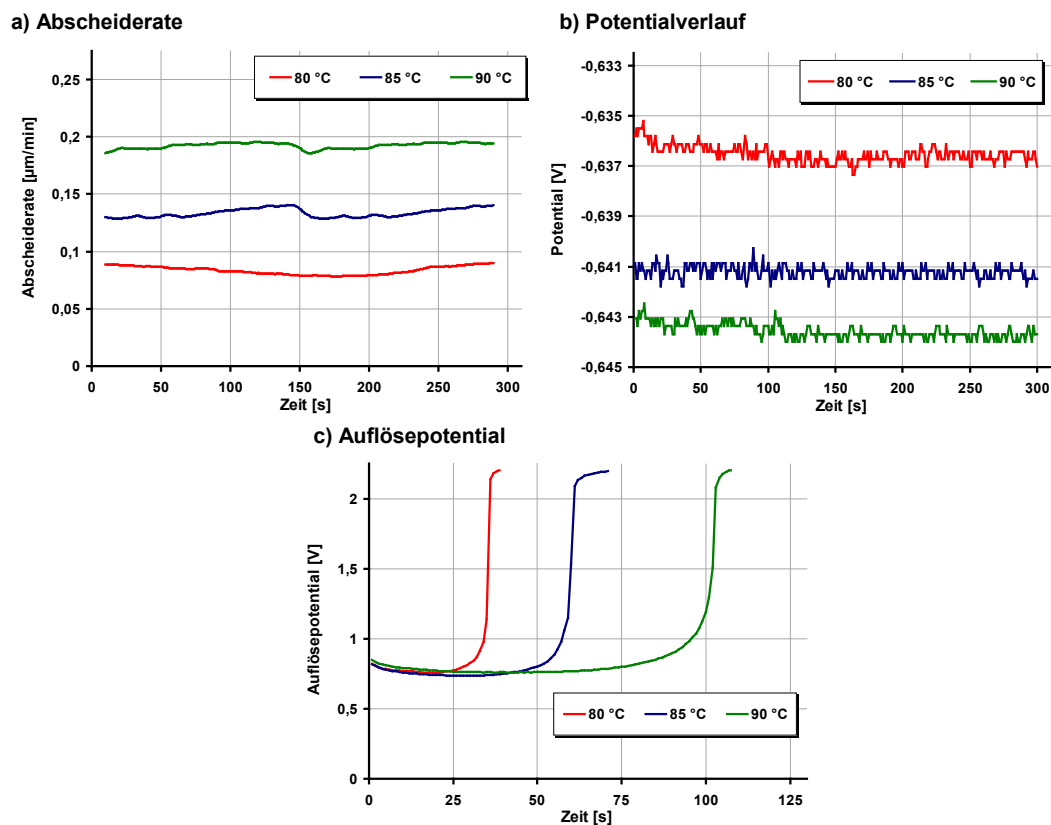 a) Abscheiderate
80 °C 85 °C 90 °C
Abscheiderate [µm/min]
0,25
0,2
0,15
0,1
0,05
0
0 50 100 150 200 250 300
Zeit [s]
b) Potentialverlauf
80 °C 85 °C 90 °C
Potential [V]
-0,633
-0,635
-0,637
-0,639
-0,641
-0,643
-0,645
0 50 100 150 200 250 300
Zeit [s]
c) Auflösepotential
Auflösepotential [V]
2
1,5
1
0,5
0
80 °C 85 °C 90 °C
0 25 50 75 100 125
Zeit [s]